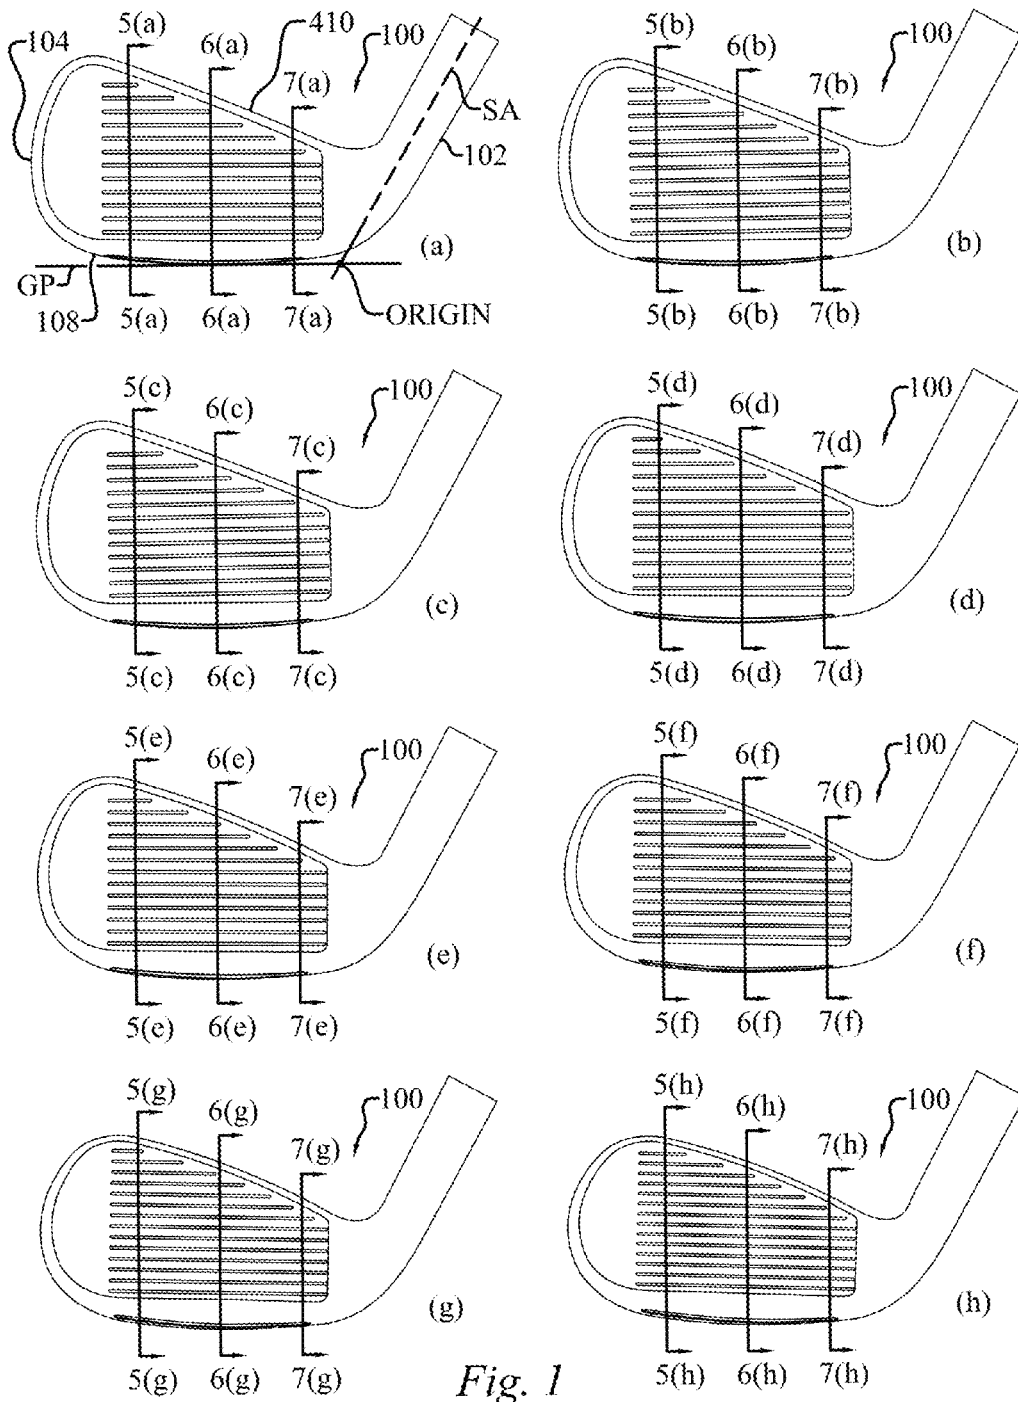 5(a) 410 100 5(b) 100
104 6(a) 6(b)
7(a) SA 7(b)
102
(a) (b)
GP
108 5(a) 6(a) 7(a) ORIGIN 5(b) 6(b) 7(b)
5(c) 100 5(d) 100
6(c) 6(d)
7(c) 7(d)
(c) (d)
5(c) 6(c) 7(c) 5(d) 6(d) 7(d)
5(e) 100 5(f) 100
6(e) 6(f)
7(e) 7(f)
(e) (f)
5(e) 6(e) 7(e) 5(f) 6(f) 7(f)
5(g) 100 5(h) 100
6(g) 6(h)
7(g) 7(h)
(g) (h)
5(g) 6(g) 7(g) 5(h) 6(h) 7(h)
Fig. 1